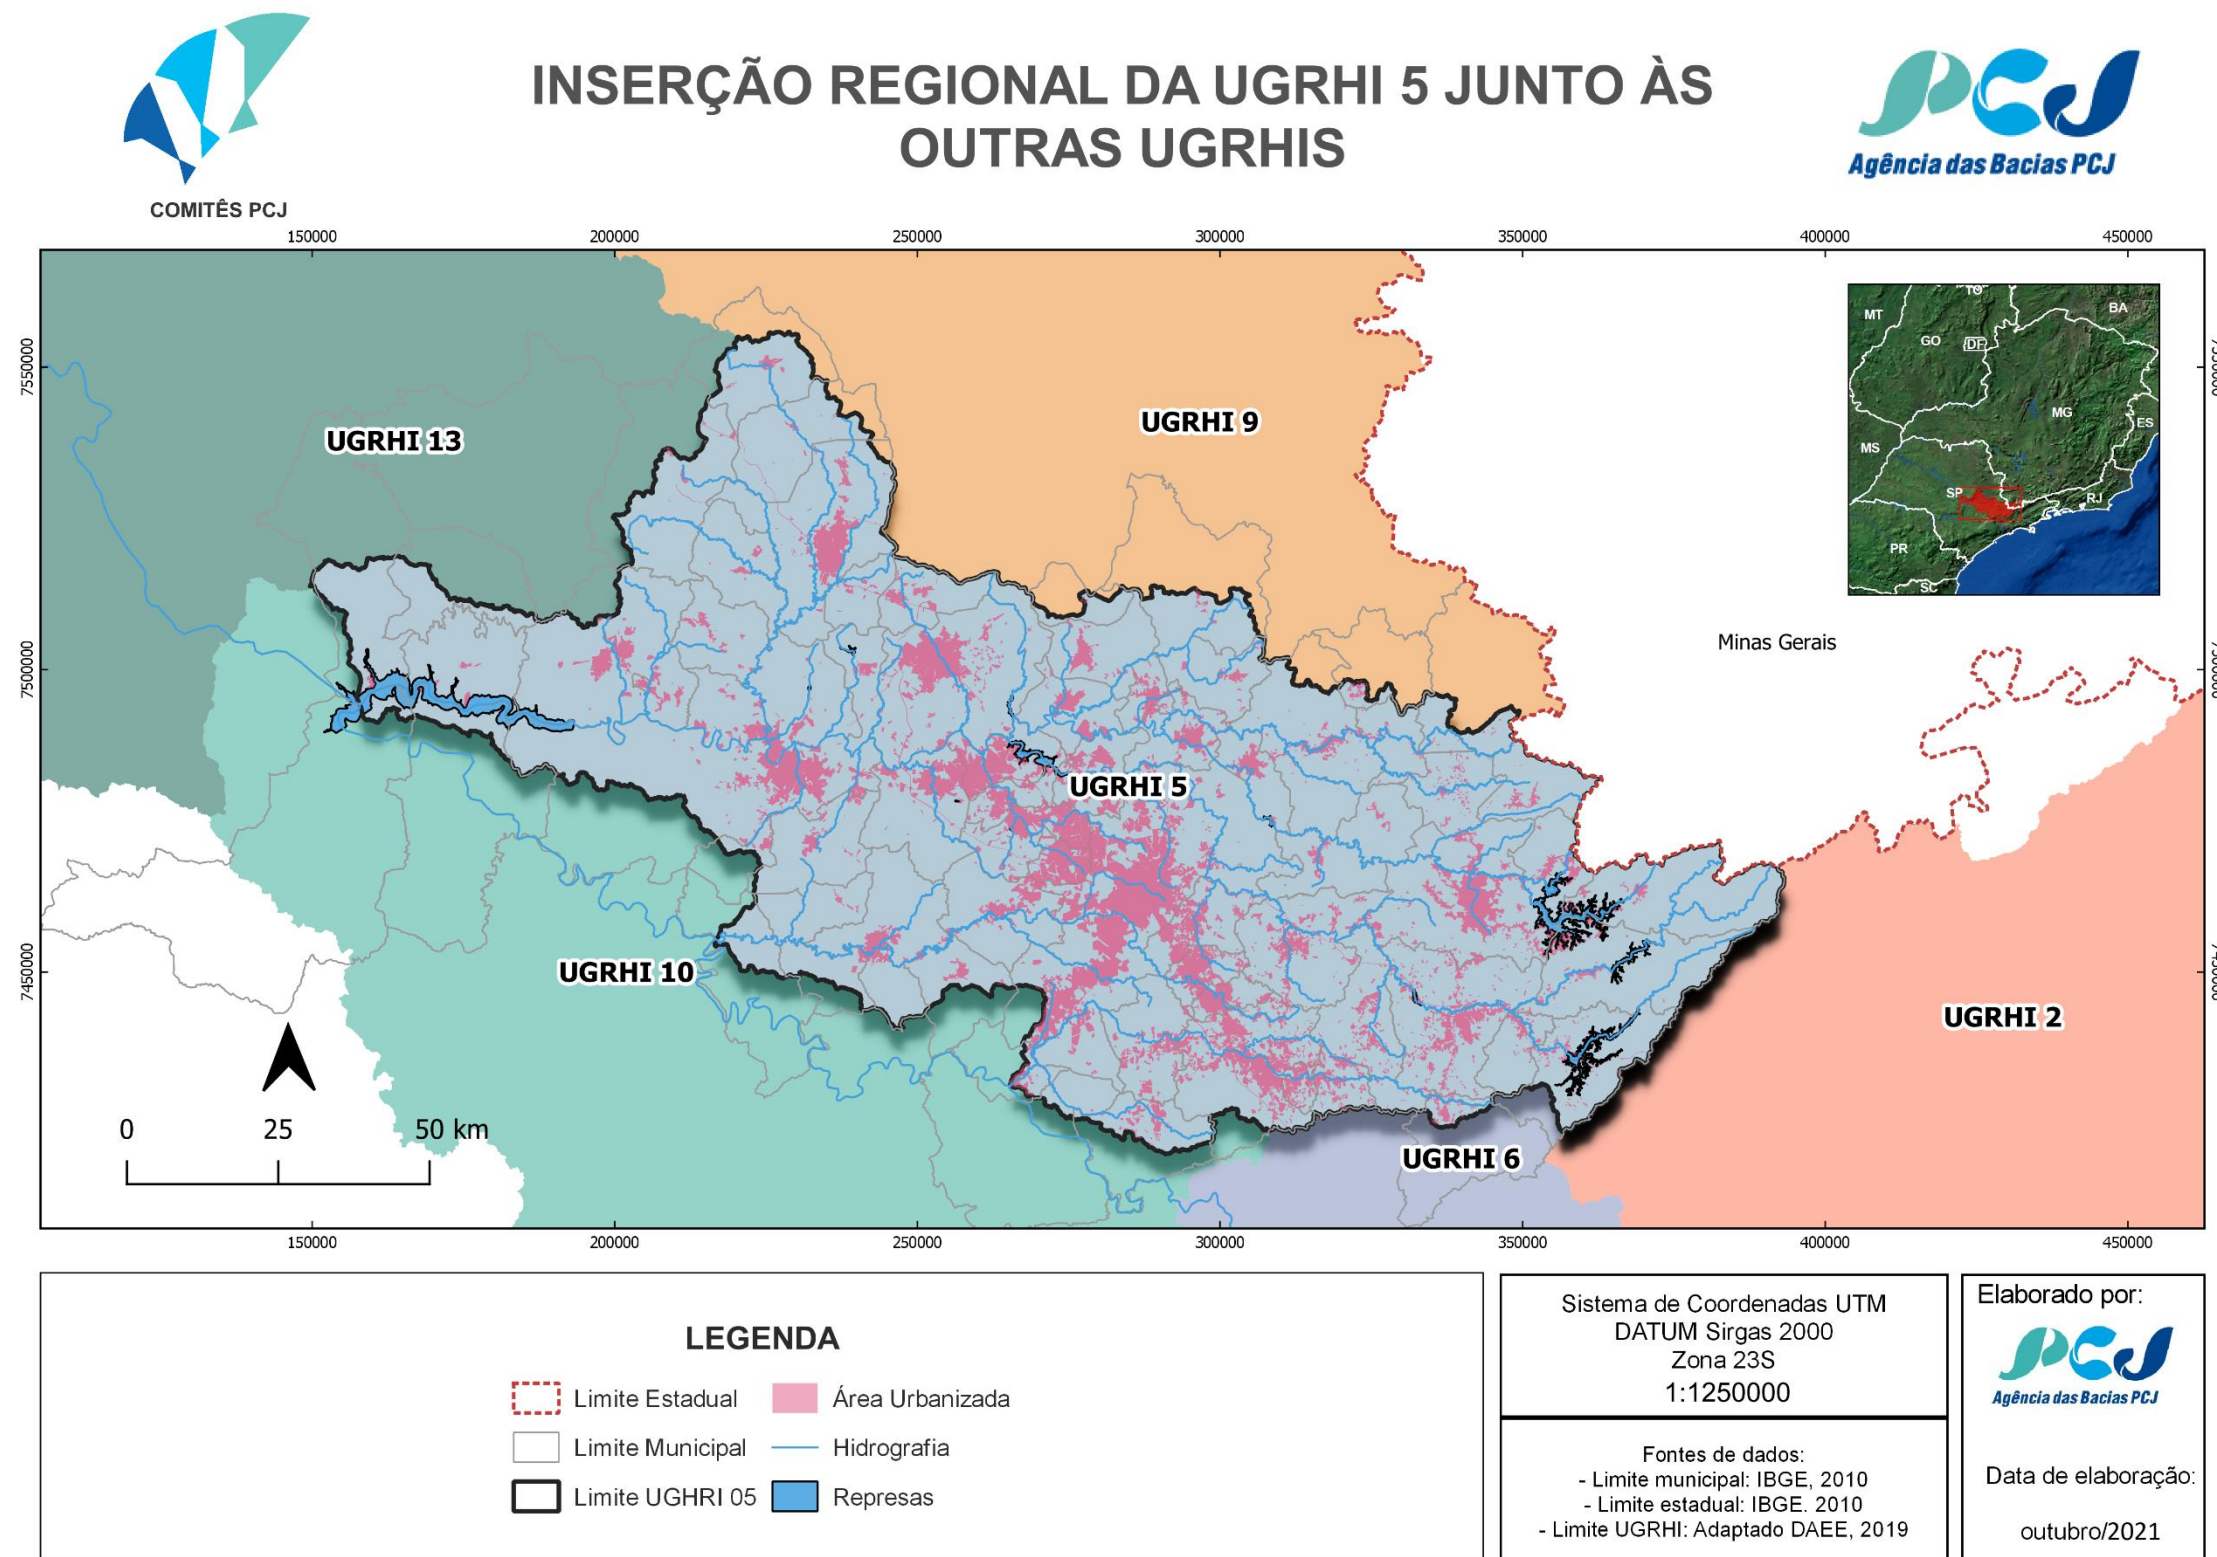 INSERÇÃO REGIONAL DA UGRHI 5 JUNTO ÀS
OUTRAS UGRHIS
COMITÊS PCJ
PCJ
Agência das Bacias PCJ
150000
200000
250000
300000
350000
400000
450000
7550000
7500000
7450000
7550000
7500000
7450000
UGRHI 13
UGRHI 9
UGRHI 5
UGRHI 10
UGRHI 2
UGRHI 6
Minas Gerais
TO
MT
BA
GO
DF
MG
ES
MS
SP
RJ
PR
SC
0
25
50 km
150000
200000
250000
300000
350000
400000
450000
LEGENDA
Limite Estadual
Área Urbanizada
Limite Municipal
Hidrografia
Limite UGHRI 05
Represas
Sistema de Coordenadas UTM
DATUM Sirgas 2000
Zona 23S
1:1250000
Fontes de dados:
- Limite municipal: IBGE, 2010
- Limite estadual: IBGE. 2010
- Limite UGRHI: Adaptado DAEE, 2019
Elaborado por:
PCJ
Agência das Bacias PCJ
Data de elaboração:
outubro/2021